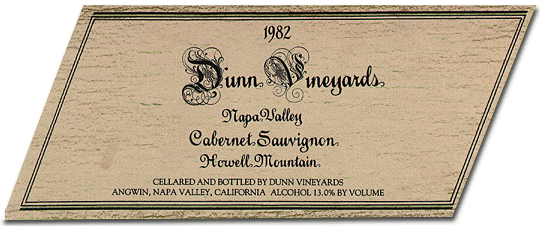 1982
Dunn Vineyards
Napa Valley
Cabernet Sauvignon
Howell Mountain
CELLARED AND BOTTLED BY DUNN VINEYARDS
ANGWIN, NAPA VALLEY, CALIFORNIA ALCOHOL 13.0% BY VOLUME